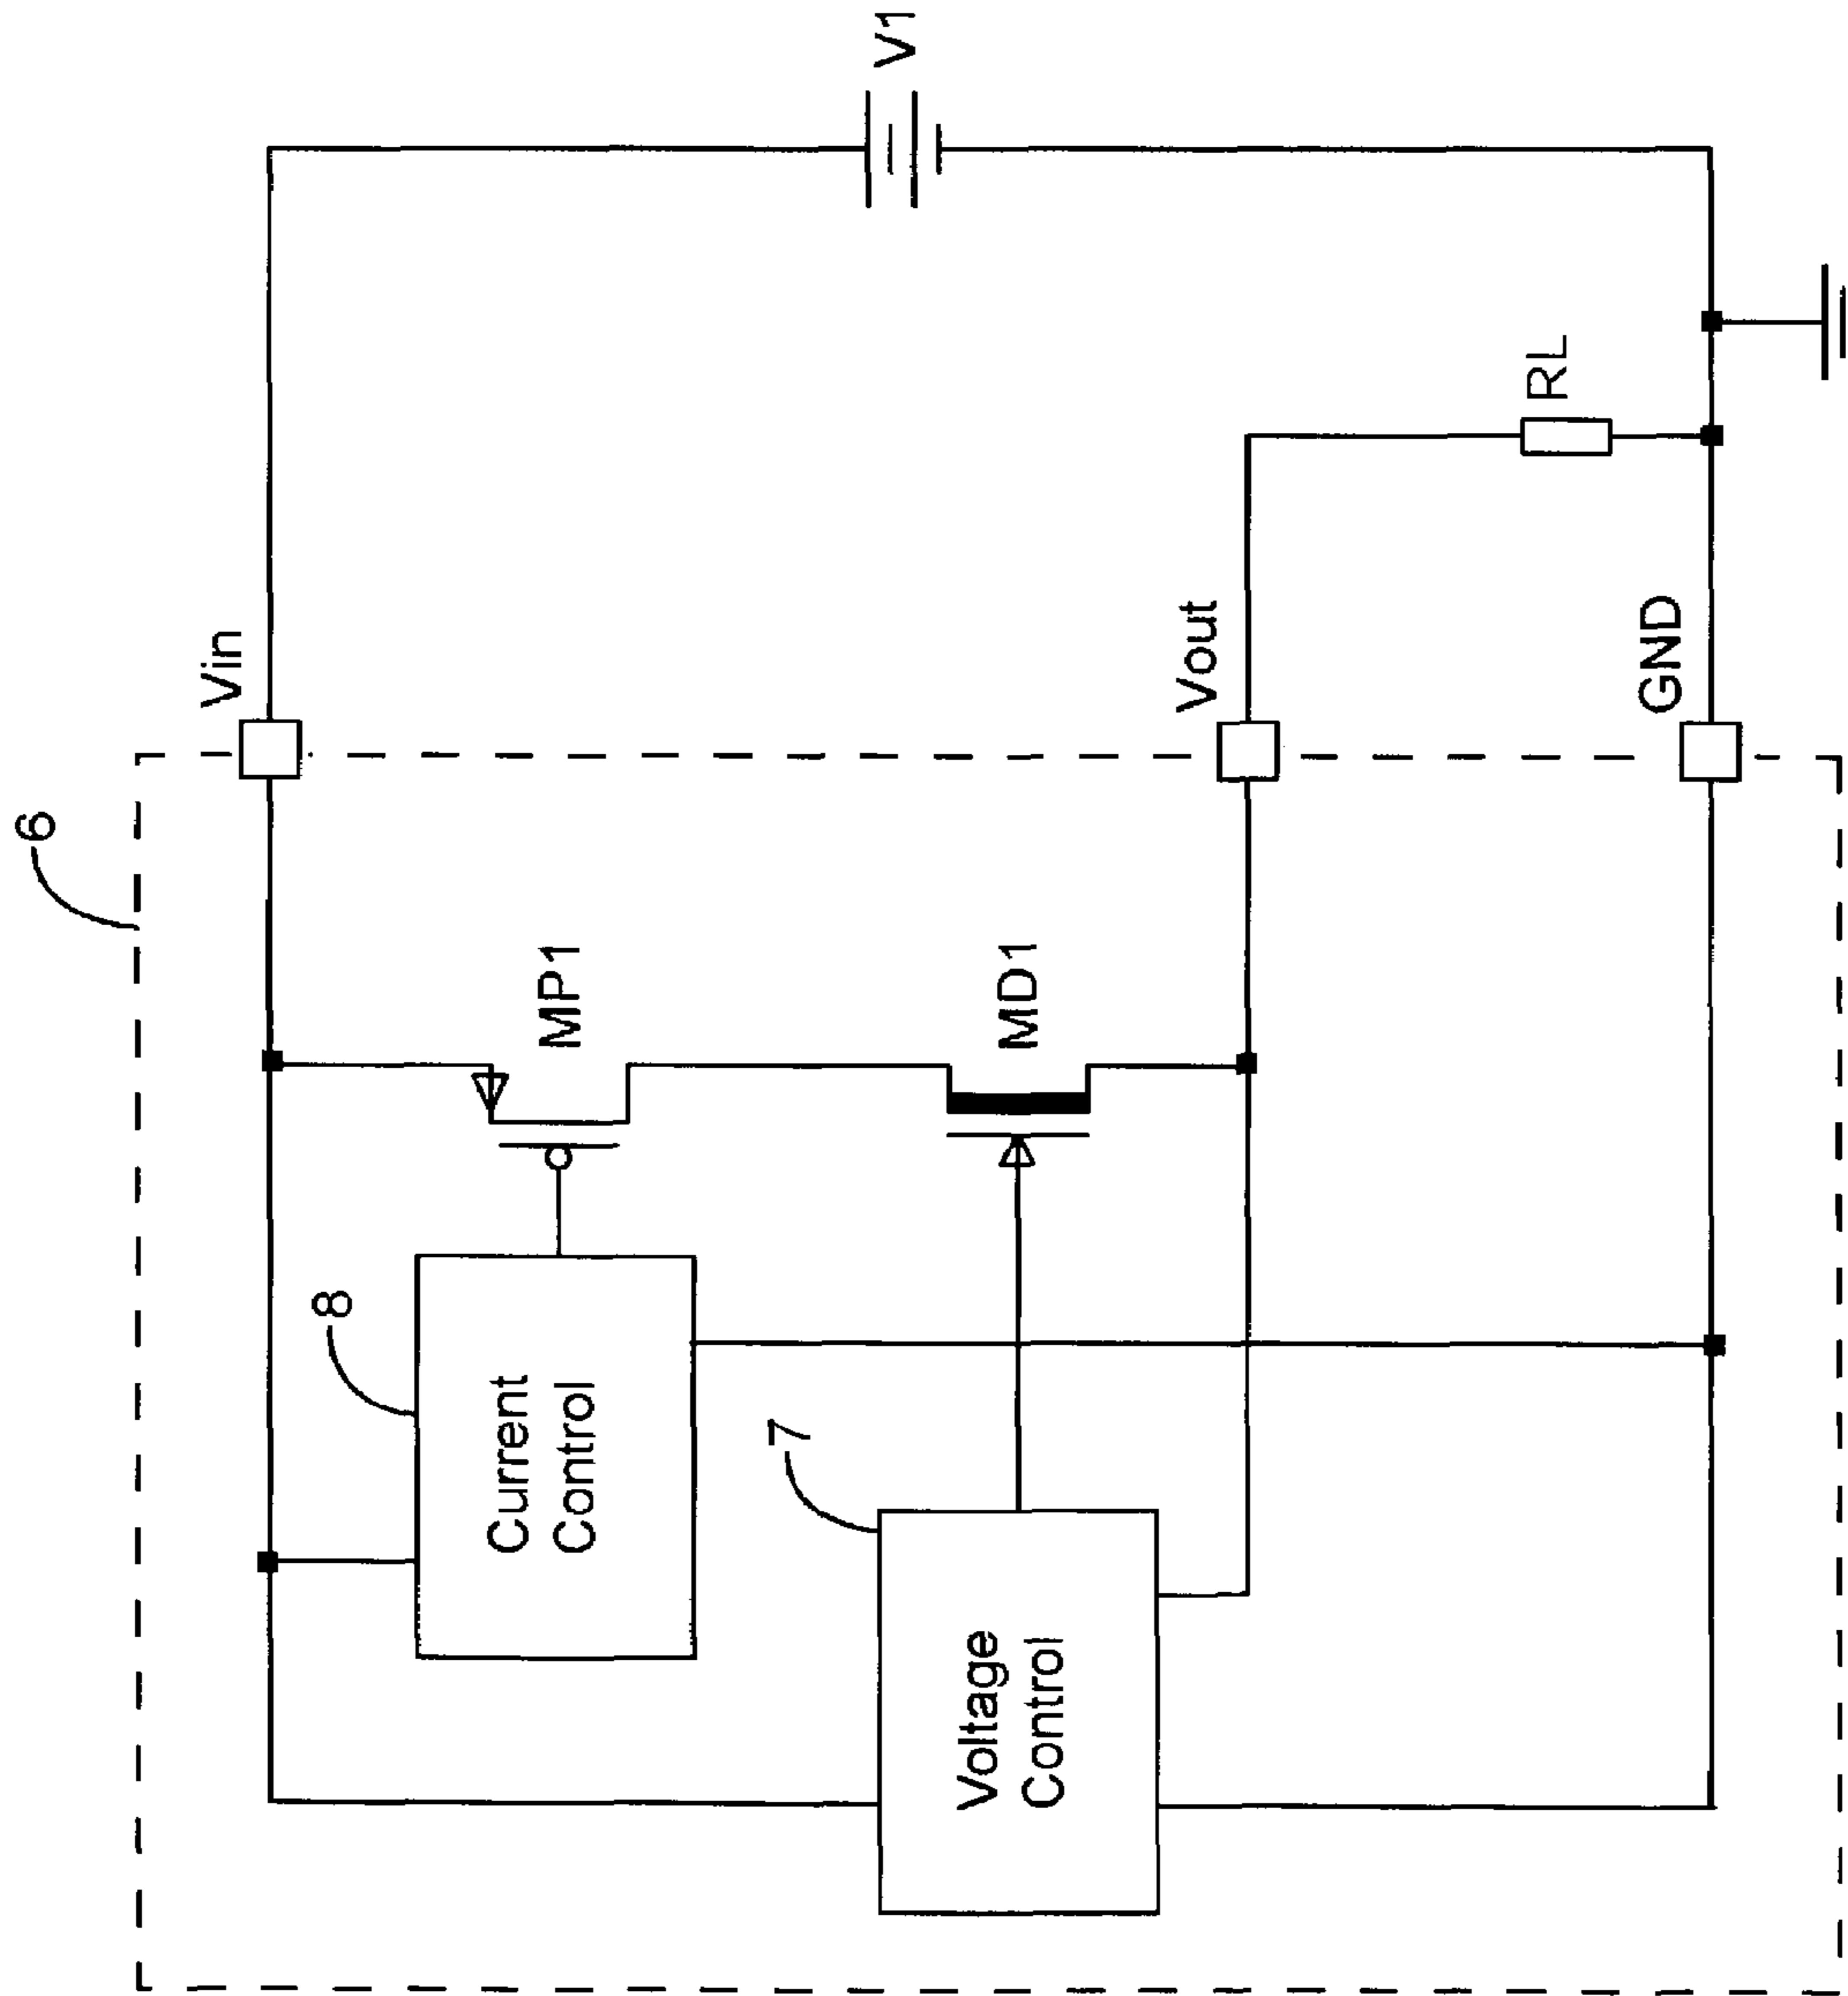 6
Vin
V1
8
Current
Control
MP1
7
Voltage
Control
MD1
Vout
RL
GND